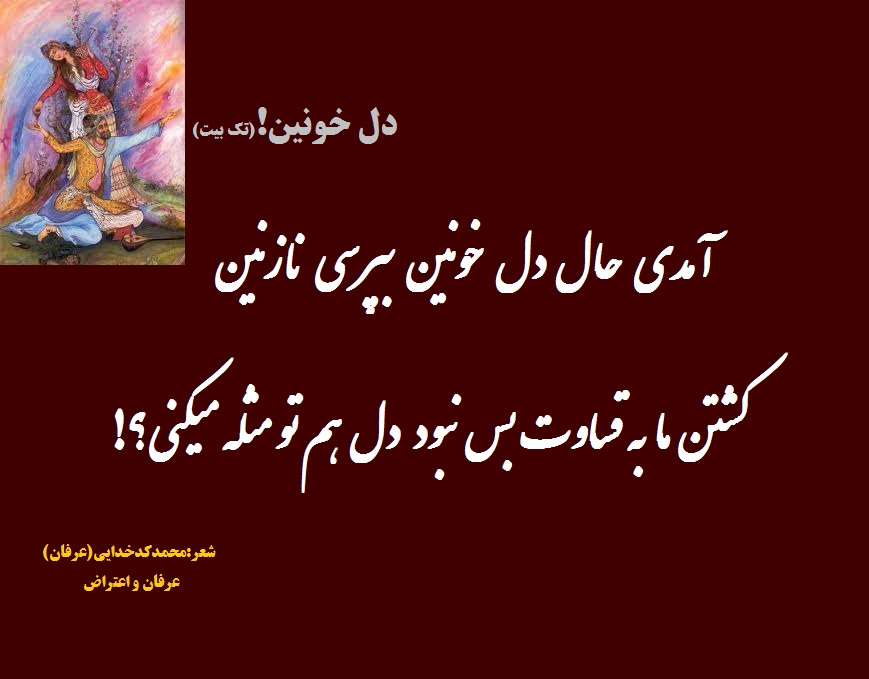 دل خونین!(تک بیت)
آمدی حال دل خونین بپرسی نازنین
کشتن ما به قساوت بس نبود دل هم تو مثله میکنی؟!
شعر:محمدکدخدایی(عرفان)
عرفان و اعتراض